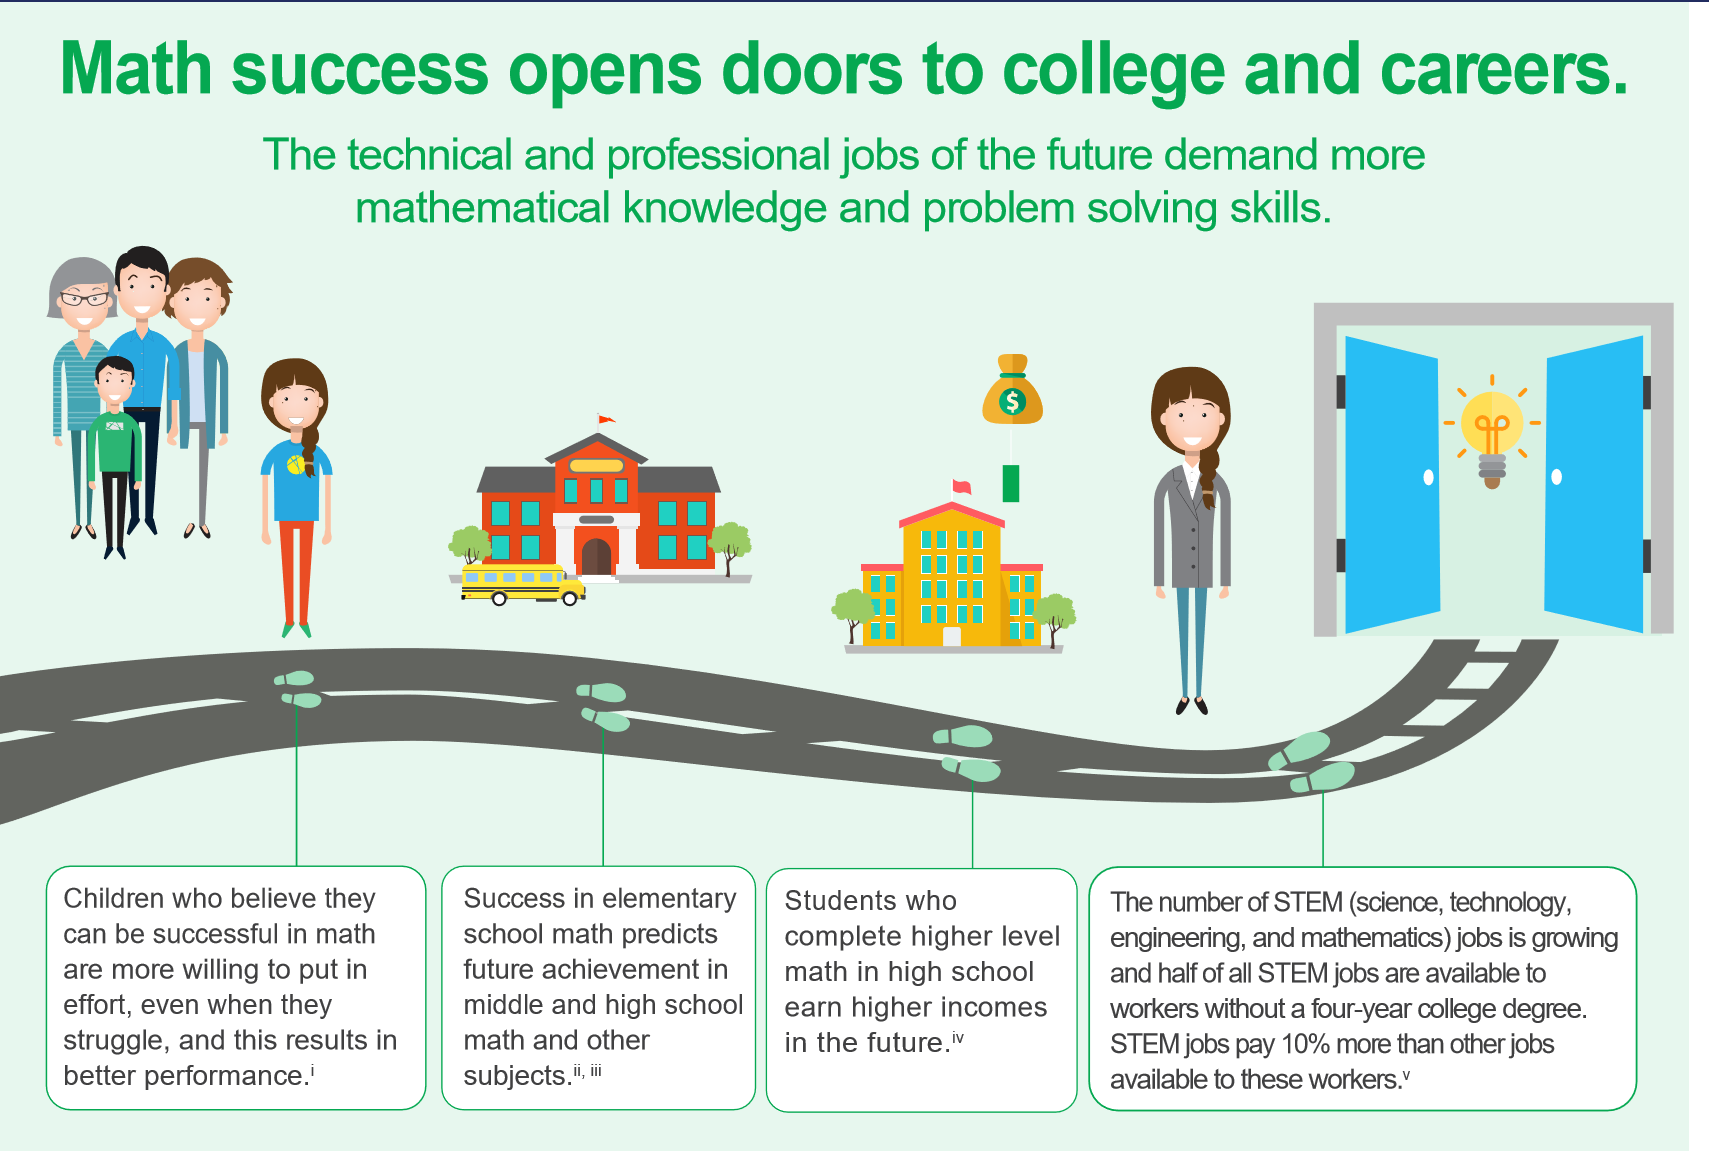 Math success opens doors to college and careers.
The technical and professional jobs of the future demand more
mathematical knowledge and problem solving skills.
$
Children who believe they
can be successful in math
are more willing to put in
effort, even when they
struggle, and this results in
better performance.i
Success in elementary
school math predicts
future achievement in
middle and high school
math and other
subjects.ii, iii
Students who
complete higher level
math in high school
earn higher incomes
in the future.iv
The number of STEM (science, technology,
engineering, and mathematics) jobs is growing
and half of all STEM jobs are available to
workers without a four-year college degree.
STEM jobs pay 10% more than other jobs
available to these workers.v